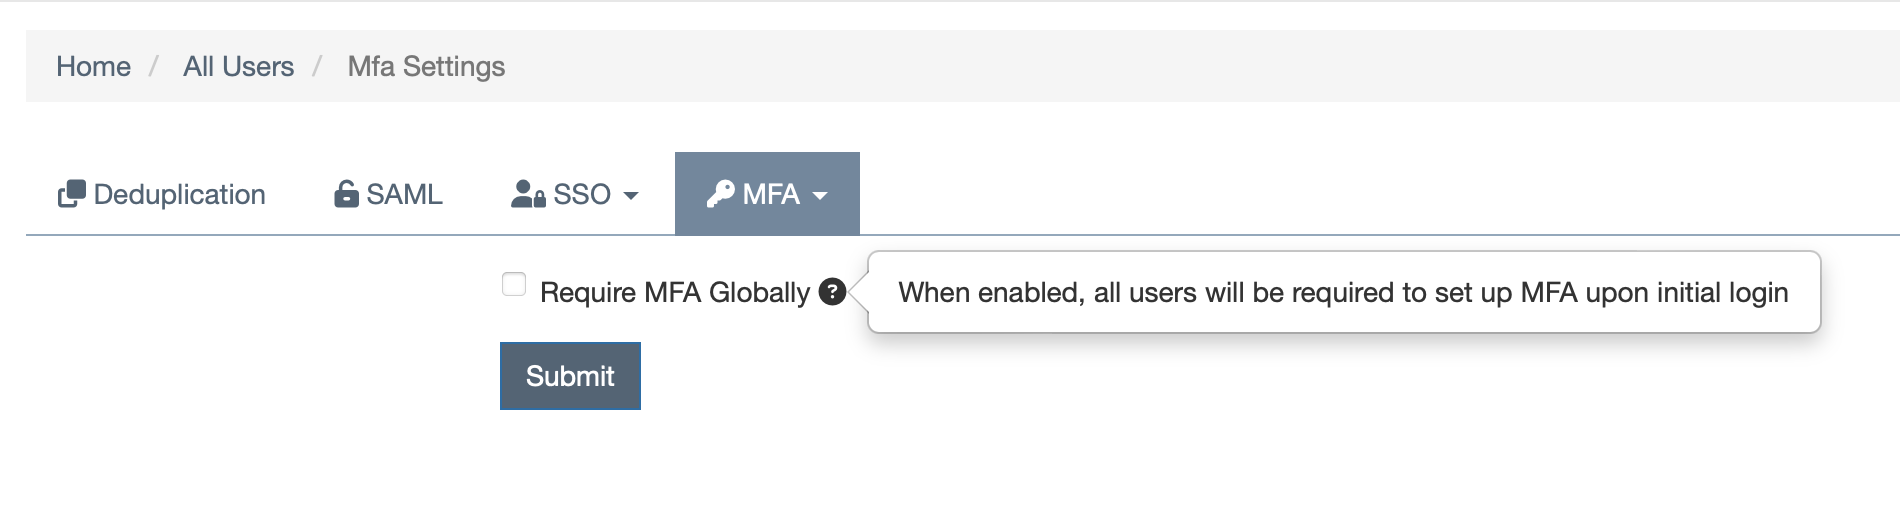 Home / All Users / Mfa Settings
Deduplication SAML SSO MFA
Require MFA Globally ? When enabled, all users will be required to set up MFA upon initial login
Submit